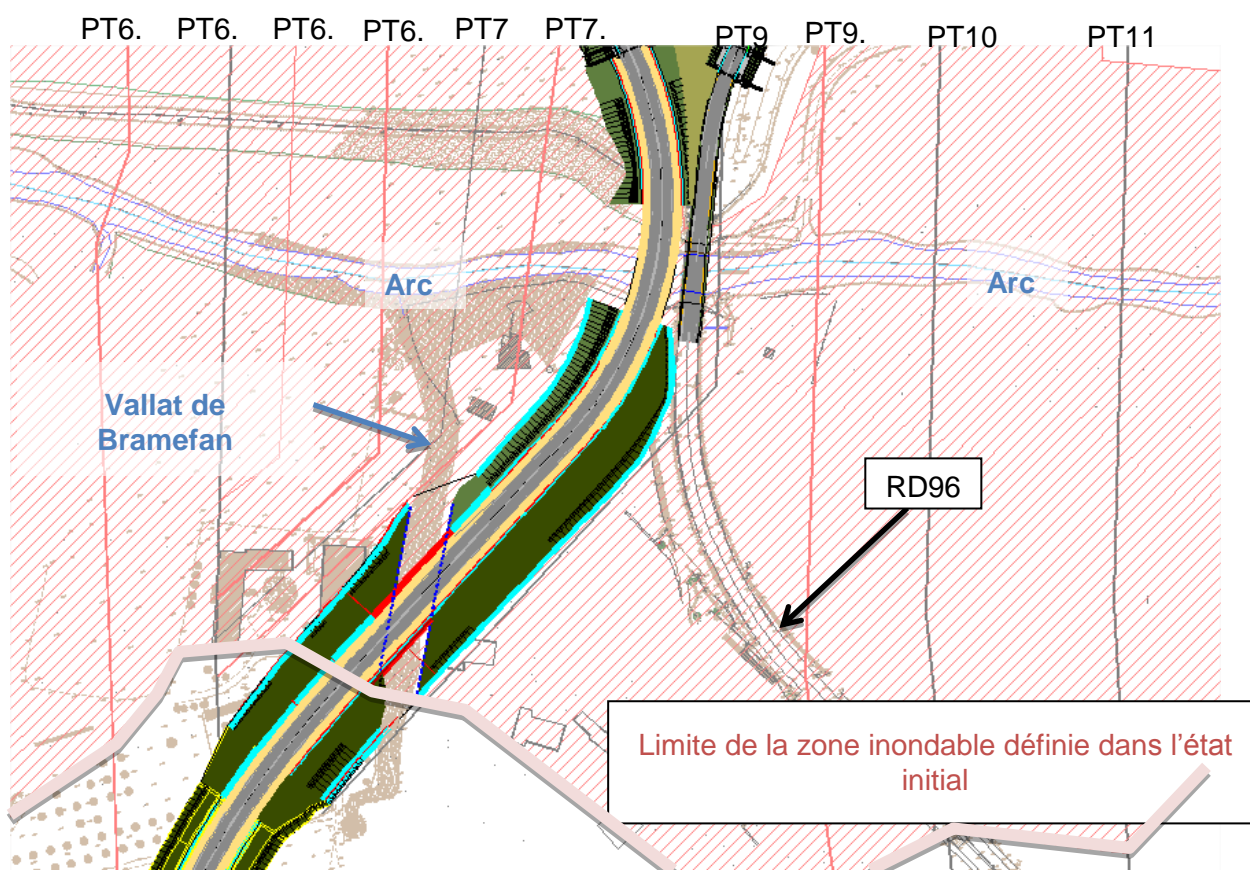 PT6. PT6. PT6. PT6. PT7 PT7. PT9 PT9. PT10 PT11
Arc
Arc
Vallat de
Bramefan
RD96
Limite de la zone inondable définie dans l'état
initial